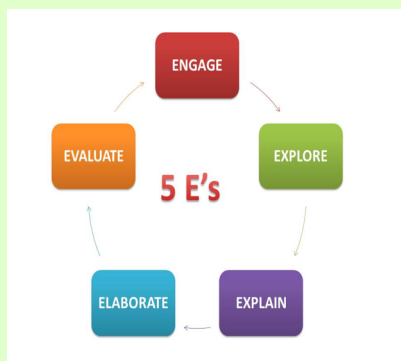 ENGAGE
EXPLORE
EXPLAIN
ELABORATE
EVALUATE
5 E's